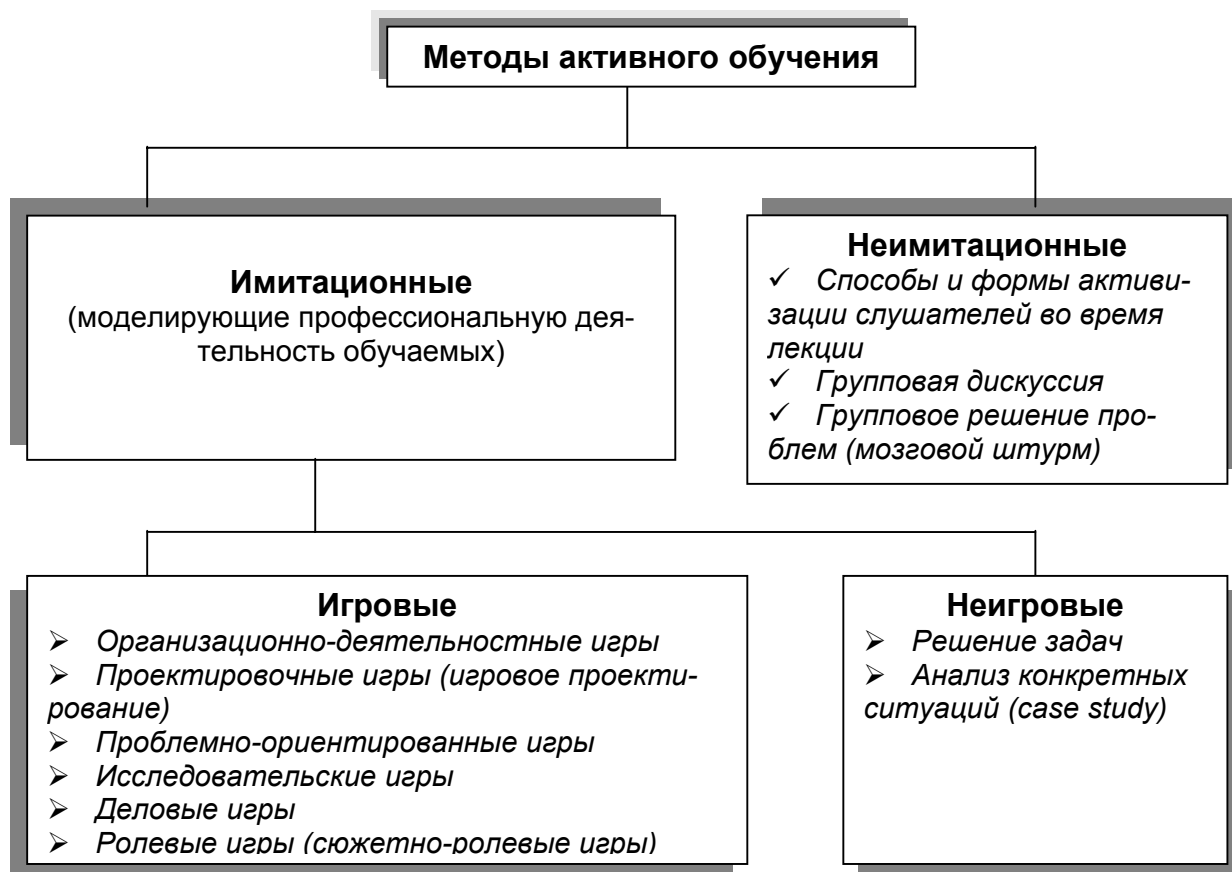 Методы активного обучения
Имитационные
(моделирующие профессиональную дея-
тельность обучаемых)
Неимитационные
✓ Способы и формы активи-
зации слушателей во время
лекции
✓ Групповая дискуссия
✓ Групповое решение про-
блем (мозговой штурм)
Игровые
➢ Организационно-деятельностные игры
➢ Проектировочные игры (игровое проекти-
рование)
➢ Проблемно-ориентированные игры
➢ Исследовательские игры
➢ Деловые игры
➢ Ролевые игры (сюжетно-ролевые игры)
Неигровые
➢ Решение задач
➢ Анализ конкретных
ситуаций (case study)